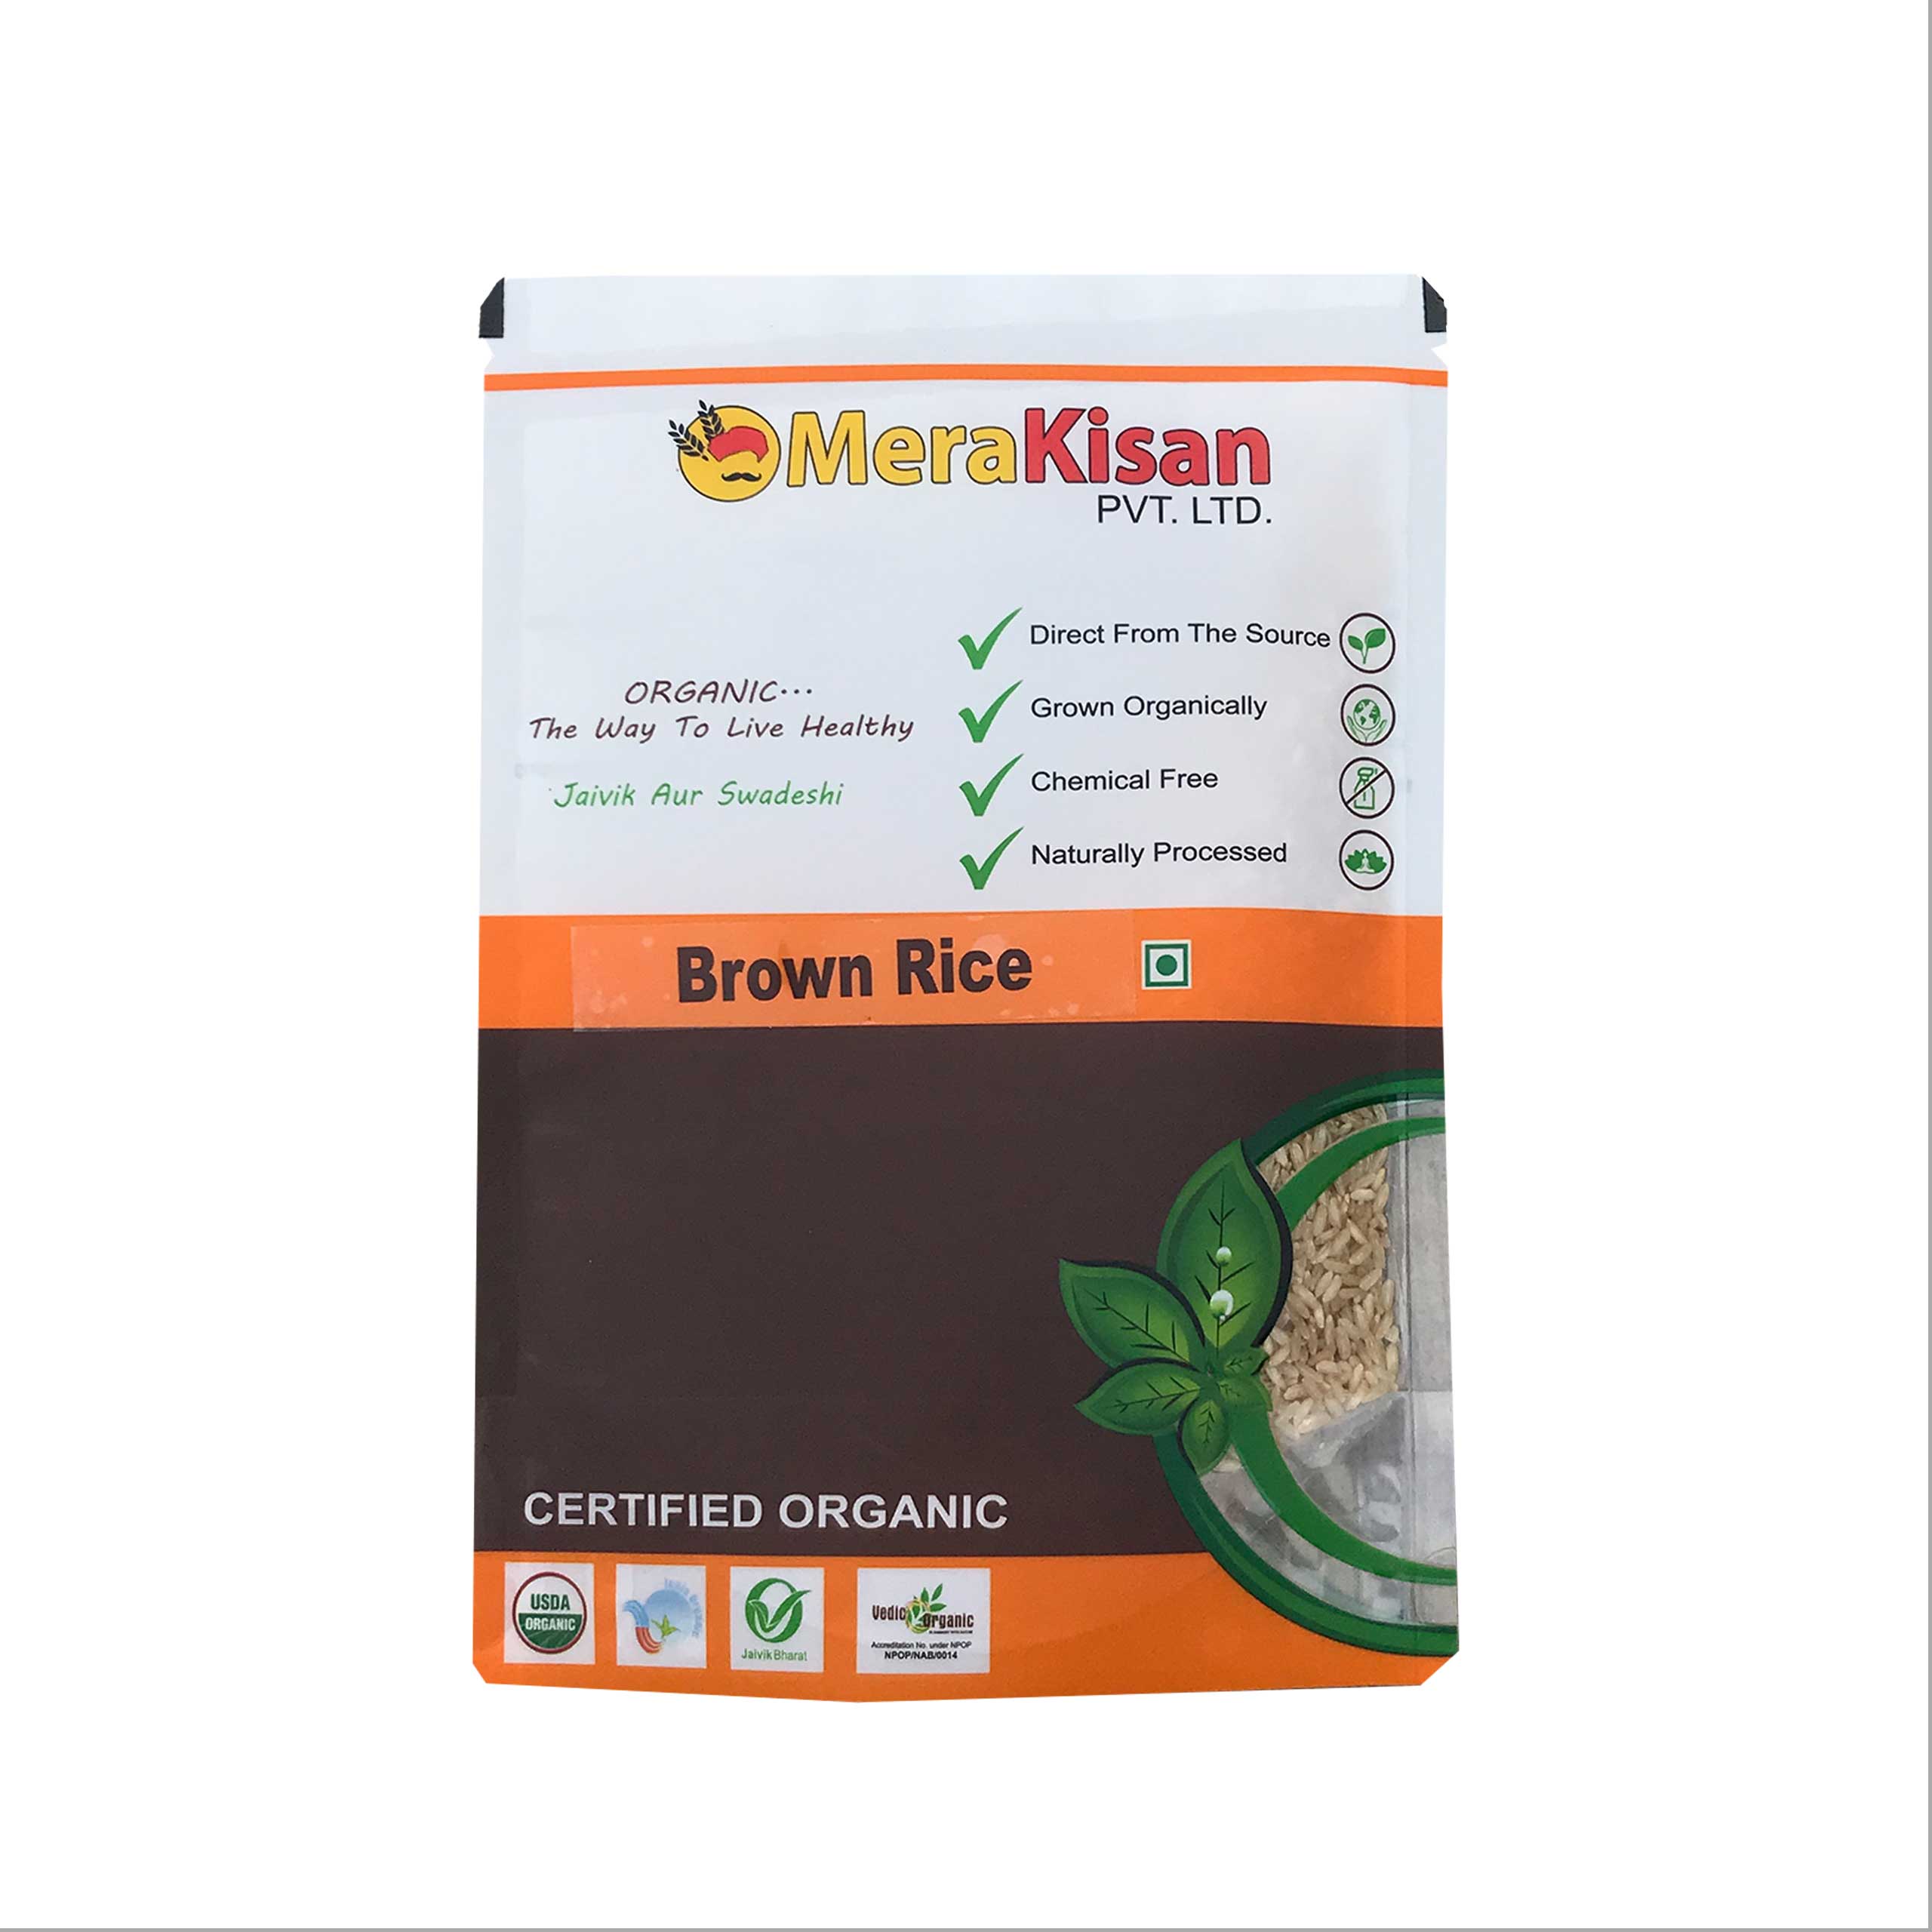 MeraKisan
PVT. LTD.
ORGANIC...
The Way To Live Healthy
Jaivik Aur Swadeshi
Direct From The Source
Grown Organically
Chemical Free
Naturally Processed
Brown Rice
CERTIFIED ORGANIC
USDA
ORGANIC
Jaivik Bharat
Vedic Organic
Accreditation No. under NPOP
NPOP/NAB/0014